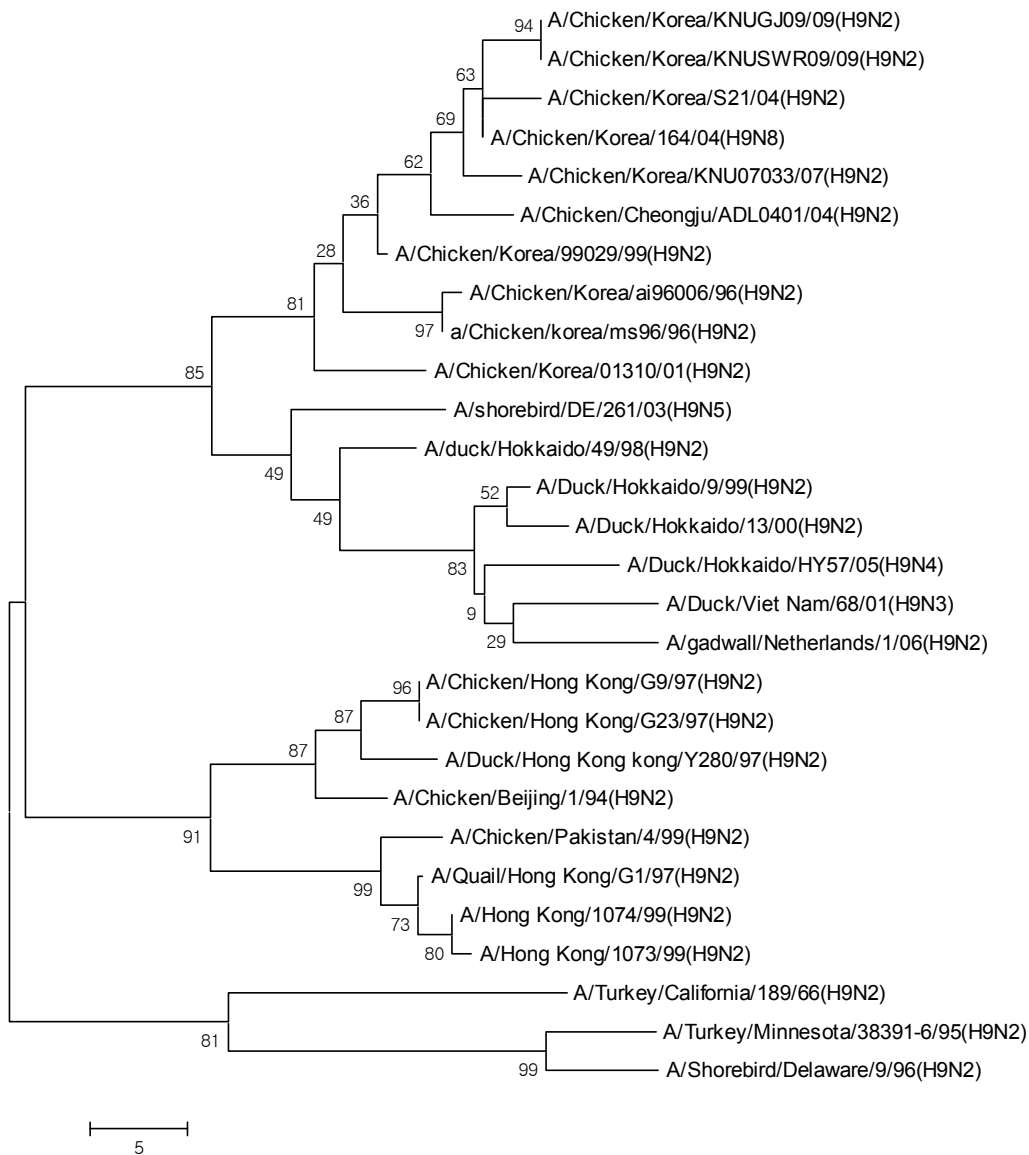 A/Chicken/Korea/KNUGJ09/09(H9N2)
94
A/Chicken/Korea/KNUSWR09/09(H9N2)
63
A/Chicken/Korea/S21/04(H9N2)
69
A/Chicken/Korea/164/04(H9N8)
62
A/Chicken/Korea/KNU07033/07(H9N2)
36
A/Chicken/Cheongju/ADL0401/04(H9N2)
28
A/Chicken/Korea/99029/99(H9N2)
81
A/Chicken/Korea/ai96006/96(H9N2)
97
a/Chicken/korea/ms96/96(H9N2)
85
A/Chicken/Korea/01310/01(H9N2)
A/shorebird/DE/261/03(H9N5)
49
A/duck/Hokkaido/49/98(H9N2)
49
52
A/Duck/Hokkaido/9/99(H9N2)
A/Duck/Hokkaido/13/00(H9N2)
83
A/Duck/Hokkaido/HY57/05(H9N4)
9
A/Duck/Viet Nam/68/01(H9N3)
29
A/gadwall/Netherlands/1/06(H9N2)
96
A/Chicken/Hong Kong/G9/97(H9N2)
87
A/Chicken/Hong Kong/G23/97(H9N2)
87
A/Duck/Hong Kong kong/Y280/97(H9N2)
A/Chicken/Beijing/1/94(H9N2)
91
A/Chicken/Pakistan/4/99(H9N2)
99
A/Quail/Hong Kong/G1/97(H9N2)
73
A/Hong Kong/1074/99(H9N2)
80
A/Hong Kong/1073/99(H9N2)
A/Turkey/California/189/66(H9N2)
81
A/Turkey/Minnesota/38391-6/95(H9N2)
99
A/Shorebird/Delaware/9/96(H9N2)
5